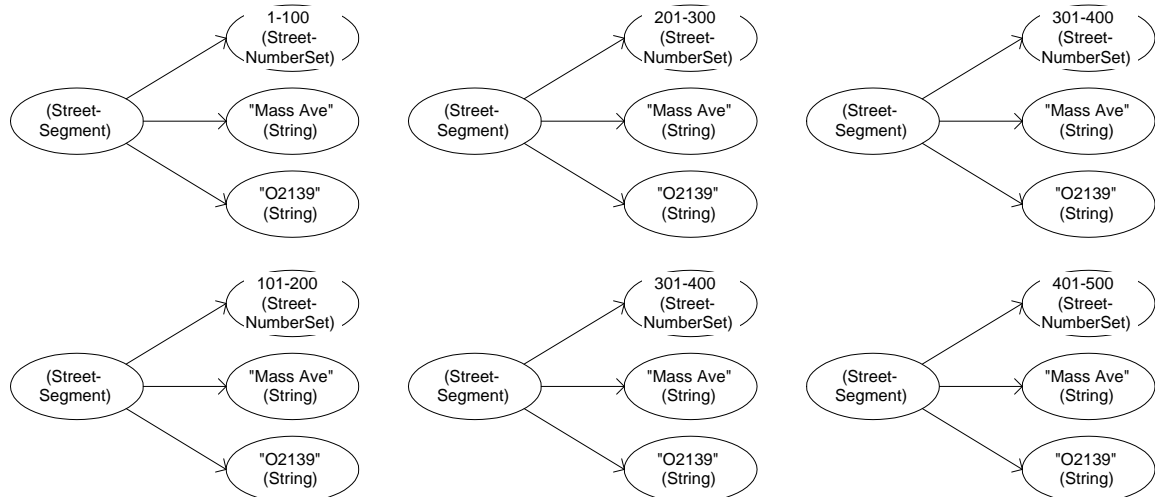 1-100
(Street-
NumberSet)
(Street-
Segment)
"Mass Ave"
(String)
"O2139"
(String)
201-300
(Street-
NumberSet)
(Street-
Segment)
"Mass Ave"
(String)
"O2139"
(String)
301-400
(Street-
NumberSet)
(Street-
Segment)
"Mass Ave"
(String)
"O2139"
(String)
101-200
(Street-
NumberSet)
(Street-
Segment)
"Mass Ave"
(String)
"O2139"
(String)
301-400
(Street-
NumberSet)
(Street-
Segment)
"Mass Ave"
(String)
"O2139"
(String)
401-500
(Street-
NumberSet)
(Street-
Segment)
"Mass Ave"
(String)
"O2139"
(String)